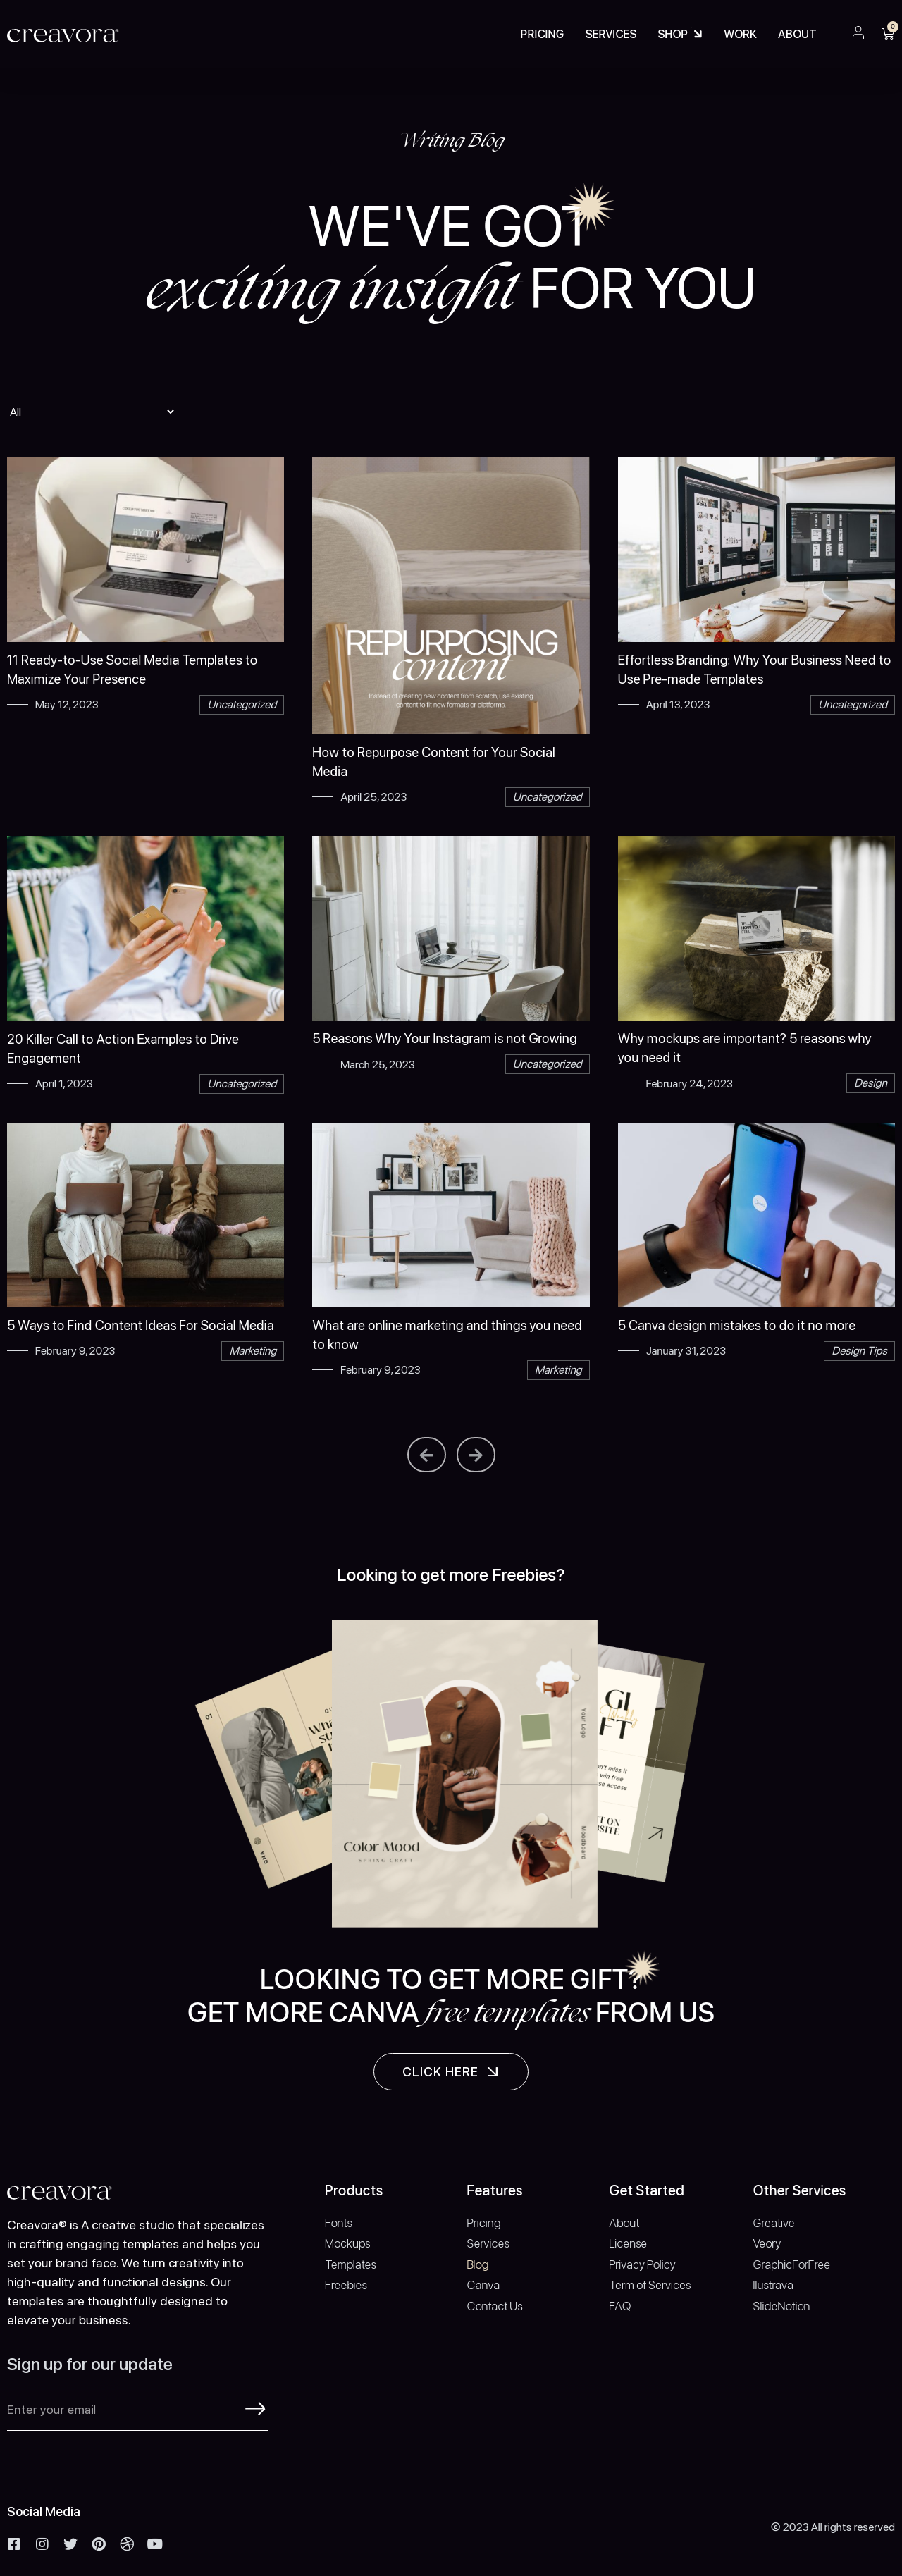 creavora
PRICING SERVICES SHOP WORK ABOUT 0
Writing Blog
WE'VE GOT
exciting insight FOR YOU
All
REPURPOSING
content
Instead of creating new content from scratch, use existing
content to fit new formats or platforms.
11 Ready-to-Use Social Media Templates to
Maximize Your Presence
May 12, 2023 Uncategorized
How to Repurpose Content for Your Social
Media
April 25, 2023 Uncategorized
Effortless Branding: Why Your Business Need to
Use Pre-made Templates
April 13, 2023 Uncategorized
20 Killer Call to Action Examples to Drive
Engagement
April 1, 2023 Uncategorized
5 Reasons Why Your Instagram is not Growing
March 25, 2023 Uncategorized
Why mockups are important? 5 reasons why
you need it
February 24, 2023 Design
5 Ways to Find Content Ideas For Social Media
February 9, 2023 Marketing
What are online marketing and things you need
to know
February 9, 2023 Marketing
5 Canva design mistakes to do it no more
January 31, 2023 Design Tips
Looking to get more Freebies?
01
Color Mood
SPRING CRAFT
Your Logo
Moodboard
GI
FT
LOOKING TO GET MORE GIFT?
GET MORE CANVA free templates FROM US
CLICK HERE
creavora
Creavora® is A creative studio that specializes
in crafting engaging templates and helps you
set your brand face. We turn creativity into
high-quality and functional designs. Our
templates are thoughtfully designed to
elevate your business.
Sign up for our update
Enter your email
Products
Fonts
Mockups
Templates
Freebies
Features
Pricing
Services
Blog
Canva
Contact Us
Get Started
About
License
Privacy Policy
Term of Services
FAQ
Other Services
Greative
Veory
GraphicForFree
Ilustrava
SlideNotion
Social Media
© 2023 All rights reserved